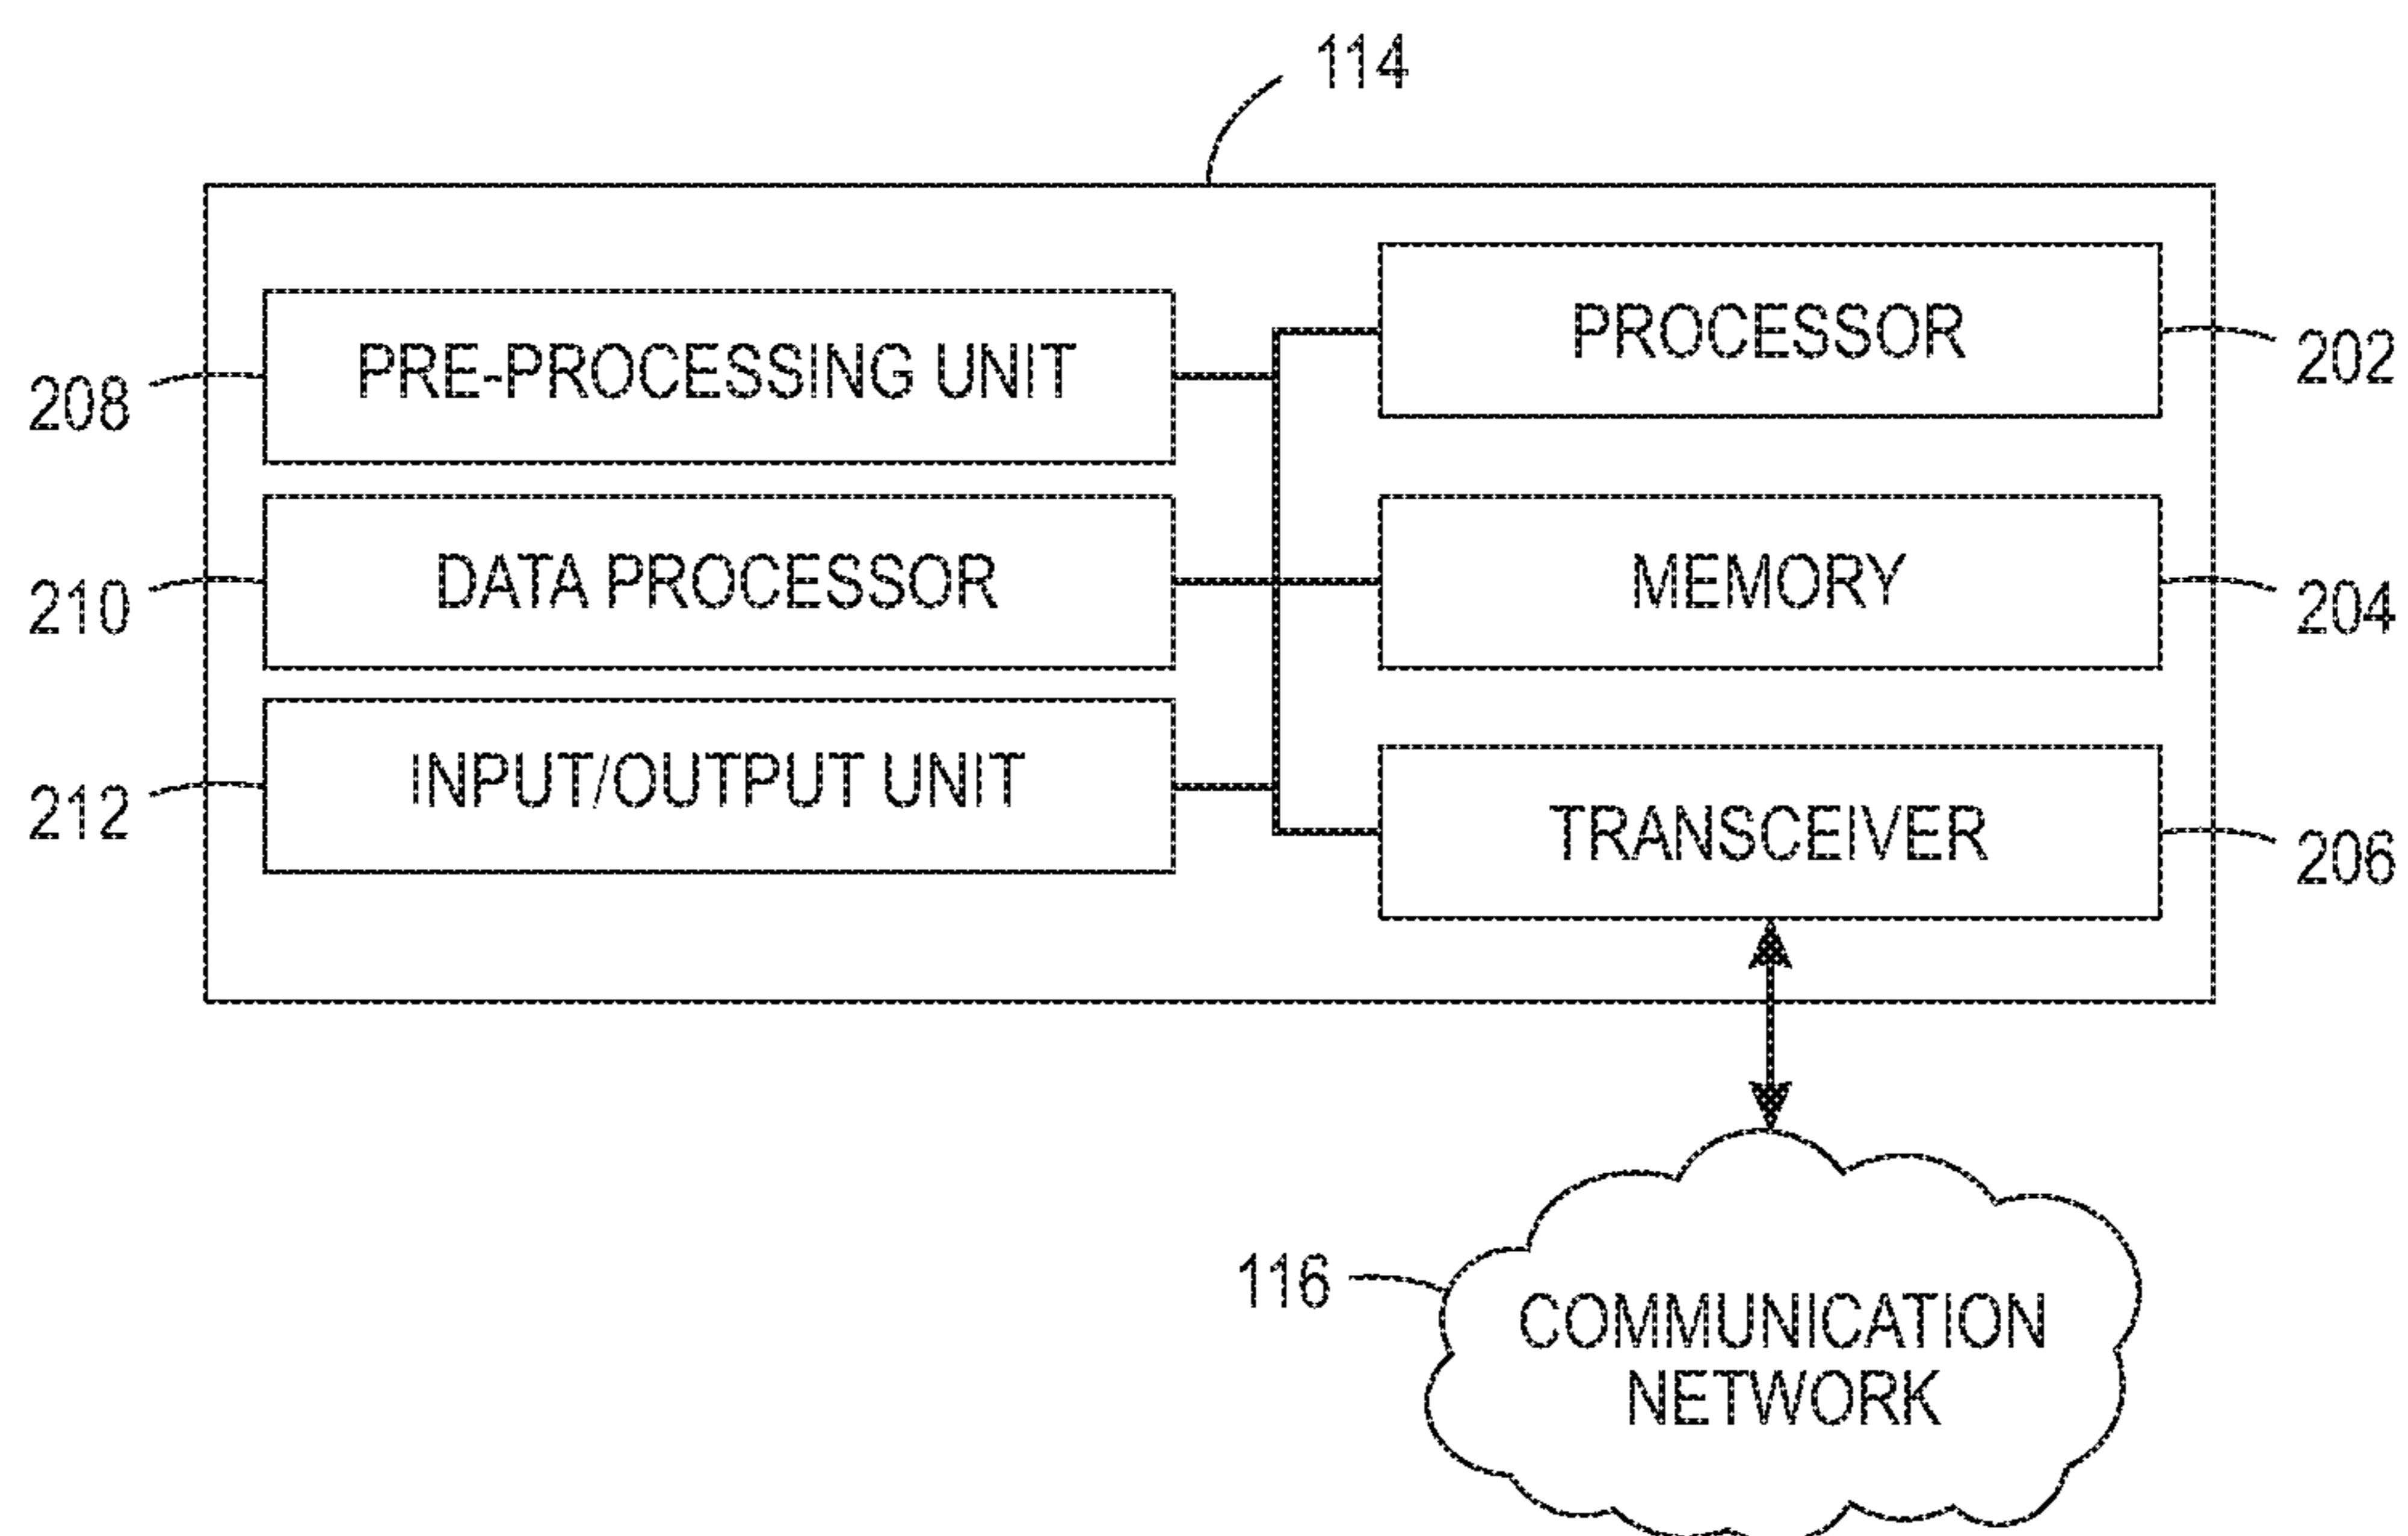 114
PRE-PROCESSING UNIT
208
DATA PROCESSOR
210
INPUT/OUTPUT UNIT
212
PROCESSOR
202
MEMORY
204
TRANSCEIVER
206
116
COMMUNICATION
NETWORK